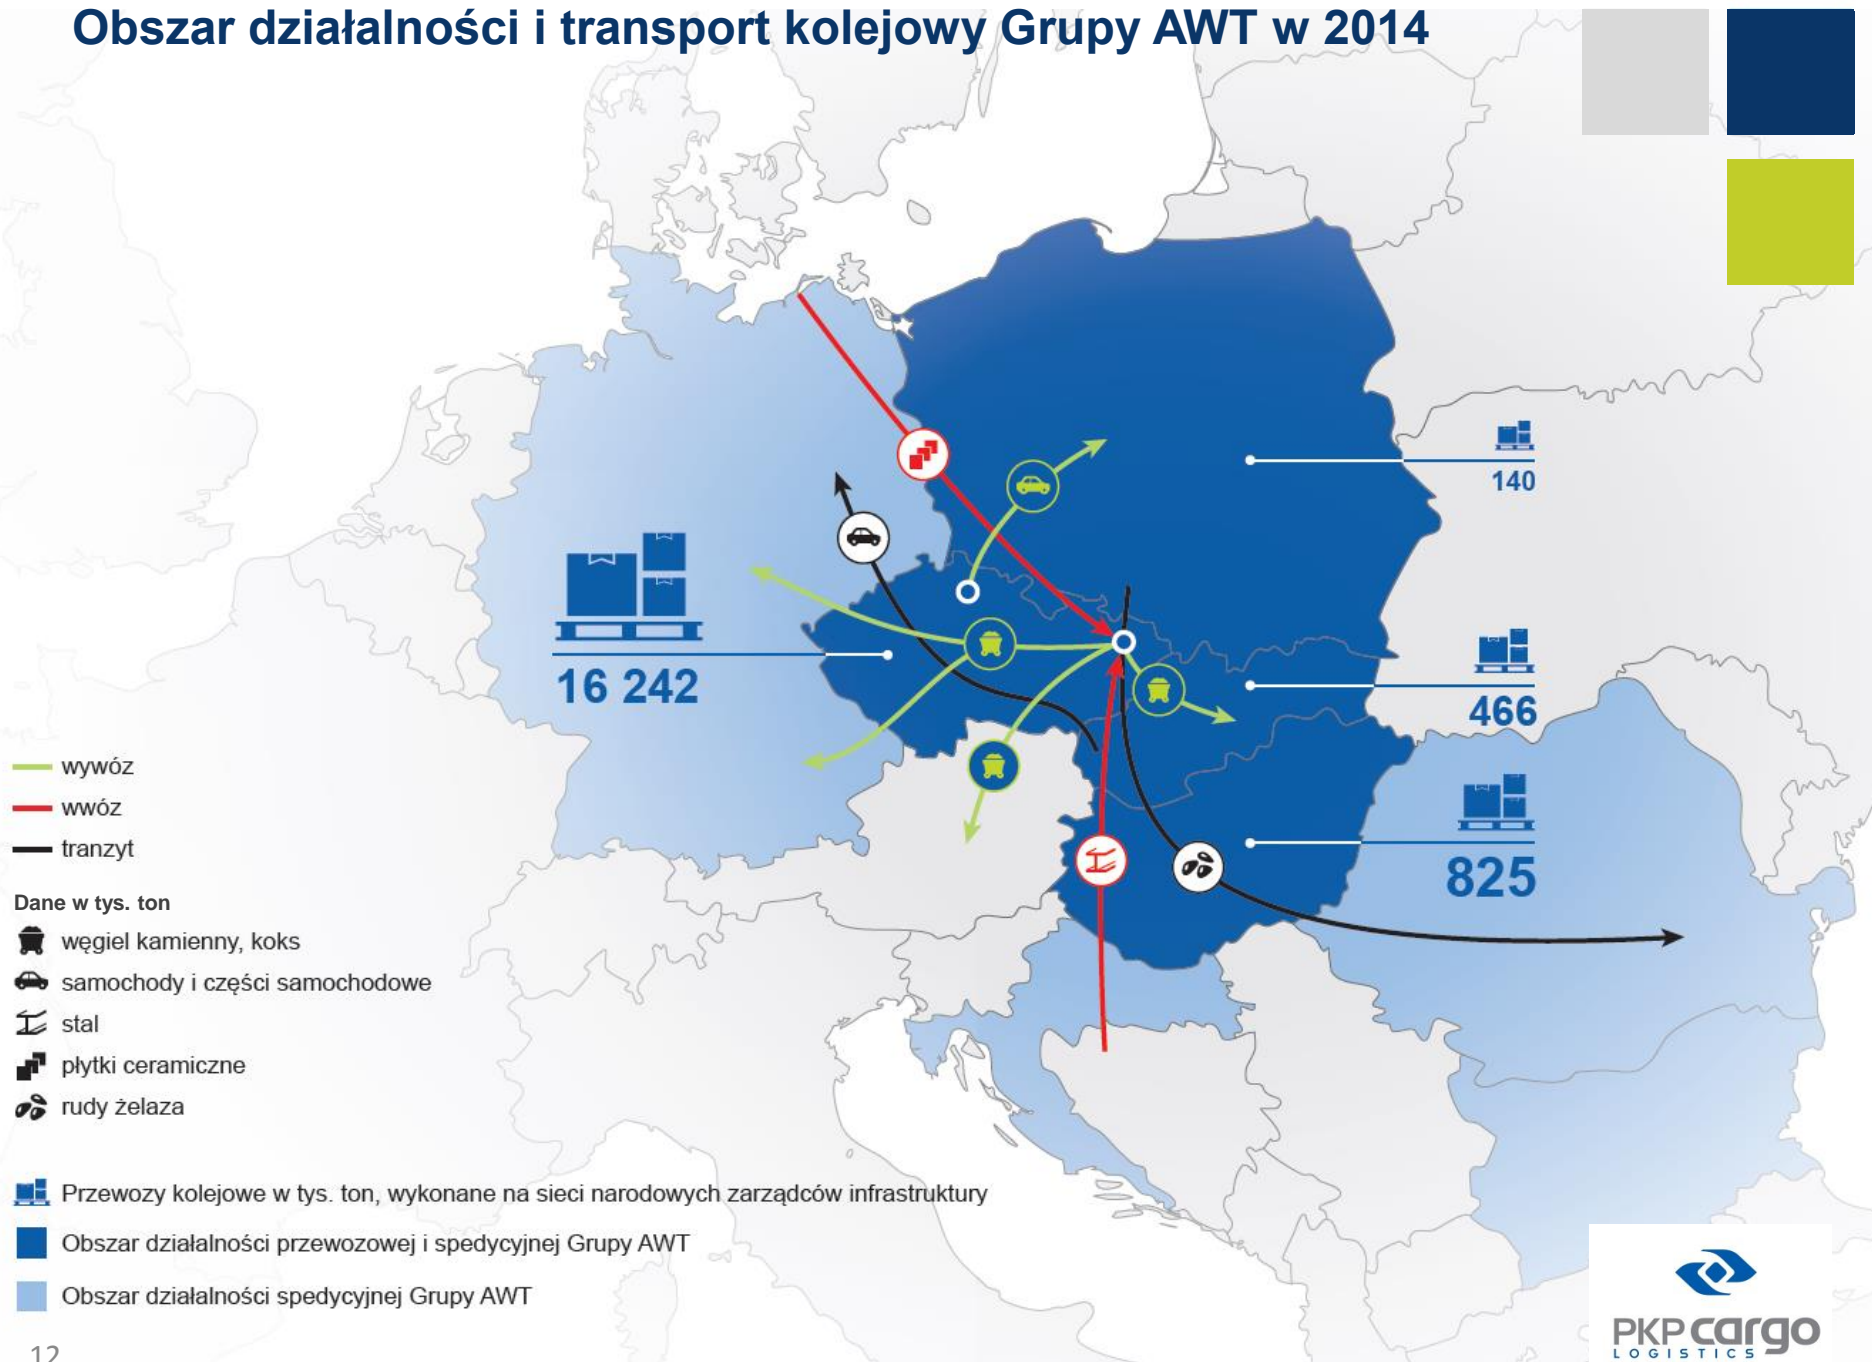 Obszar działalności i transport kolejowy Grupy AWT w 2014
140
16 242
466
825
wywóz
wwóz
tranzyt
Dane w tys. ton
węgiel kamienny, koks
samochody i części samochodowe
stal
płytki ceramiczne
rudy żelaza
Przewozy kolejowe w tys. ton, wykonane na sieci narodowych zarządców infrastruktury
Obszar działalności przewozowej i spedycyjnej Grupy AWT
Obszar działalności spedycyjnej Grupy AWT
12
PKP cargo
LOGISTICS